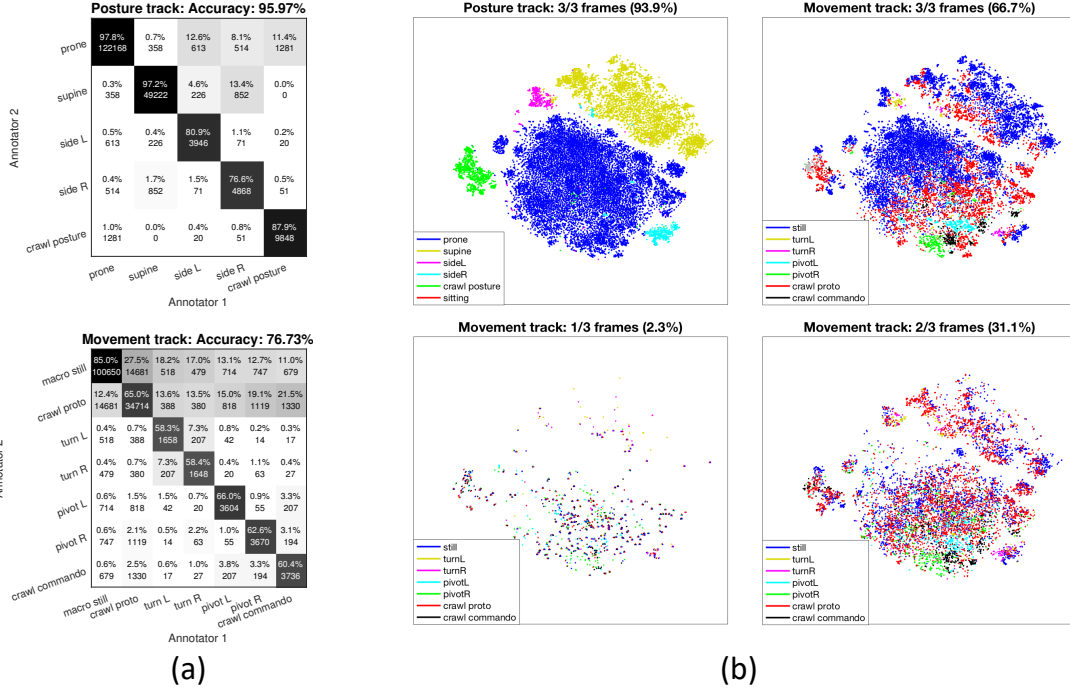 Posture track: Accuracy: 95.97%
prone 97.8% 0.7% 12.6% 8.1% 11.4%
122168 358 613 514 1281
supine 0.3% 97.2% 4.6% 13.4% 0.0%
358 49222 226 852 0
side L 0.5% 0.4% 80.9% 1.1% 0.2%
613 226 3946 71 20
side R 0.4% 1.7% 1.5% 76.6% 0.5%
514 852 71 4868 51
crawl posture 1.0% 0.0% 0.4% 0.8% 87.9%
1281 0 20 51 9848
prone supine side L side R crawl posture
Annotator 1
Annotator 2
Movement track: Accuracy: 76.73%
macro still 85.0% 27.5% 18.2% 17.0% 13.1% 12.7% 11.0%
100650 14681 518 479 714 747 679
crawl proto 12.4% 65.0% 13.6% 13.5% 15.0% 19.1% 21.5%
14681 34714 388 380 818 1119 1330
turn L 0.4% 0.7% 58.3% 7.3% 0.8% 0.2% 0.3%
518 388 1658 207 42 14 17
turn R 0.4% 0.7% 7.3% 58.4% 0.4% 1.1% 0.4%
479 380 207 1648 20 63 27
pivot L 0.6% 1.5% 1.5% 0.7% 66.0% 0.9% 3.3%
714 818 42 20 3604 55 207
pivot R 0.6% 2.1% 0.5% 2.2% 1.0% 62.6% 3.1%
747 1119 14 63 55 3670 194
crawl commando 0.6% 2.5% 0.6% 1.0% 3.8% 3.3% 60.4%
679 1330 17 27 207 194 3736
macro still crawl proto turn L turn R pivot L pivot R crawl commando
Annotator 1
(a)
Posture track: 3/3 frames (93.9%)
prone
supine
sideL
sideR
crawl posture
sitting
Movement track: 3/3 frames (66.7%)
still
turnL
turnR
pivotL
pivotR
crawl proto
crawl commando
Movement track: 1/3 frames (2.3%)
still
turnL
turnR
pivotL
pivotR
crawl proto
crawl commando
Movement track: 2/3 frames (31.1%)
still
turnL
turnR
pivotL
pivotR
crawl proto
crawl commando
(b)